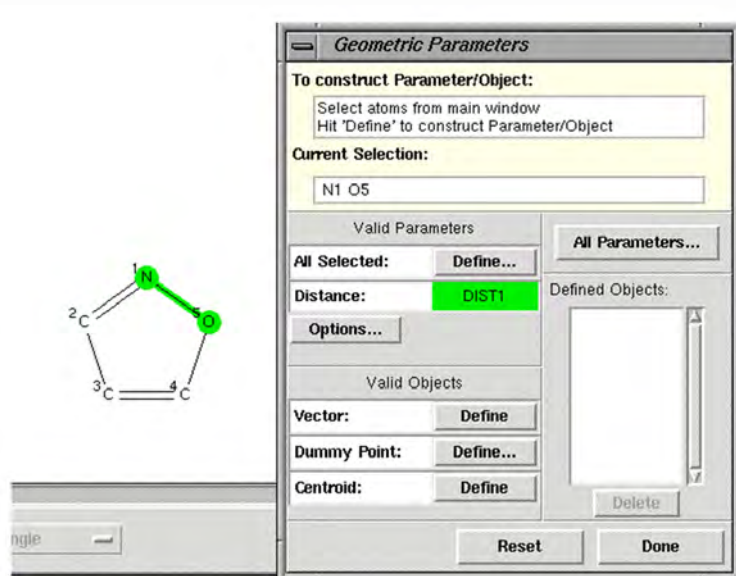 Geometric Parameters
To construct Parameter/Object:
Select atoms from main window
Hit 'Define' to construct Parameter/Object
Current Selection:
N1 O5
Valid Parameters
All Selected: Define...
Distance: DIST1
Options...
All Parameters...
Defined Objects:
Valid Objects
Vector: Define
Dummy Point: Define...
Centroid: Define
Delete
Reset Done
1 N
2 C
5 O
3 C
4 C
ngle